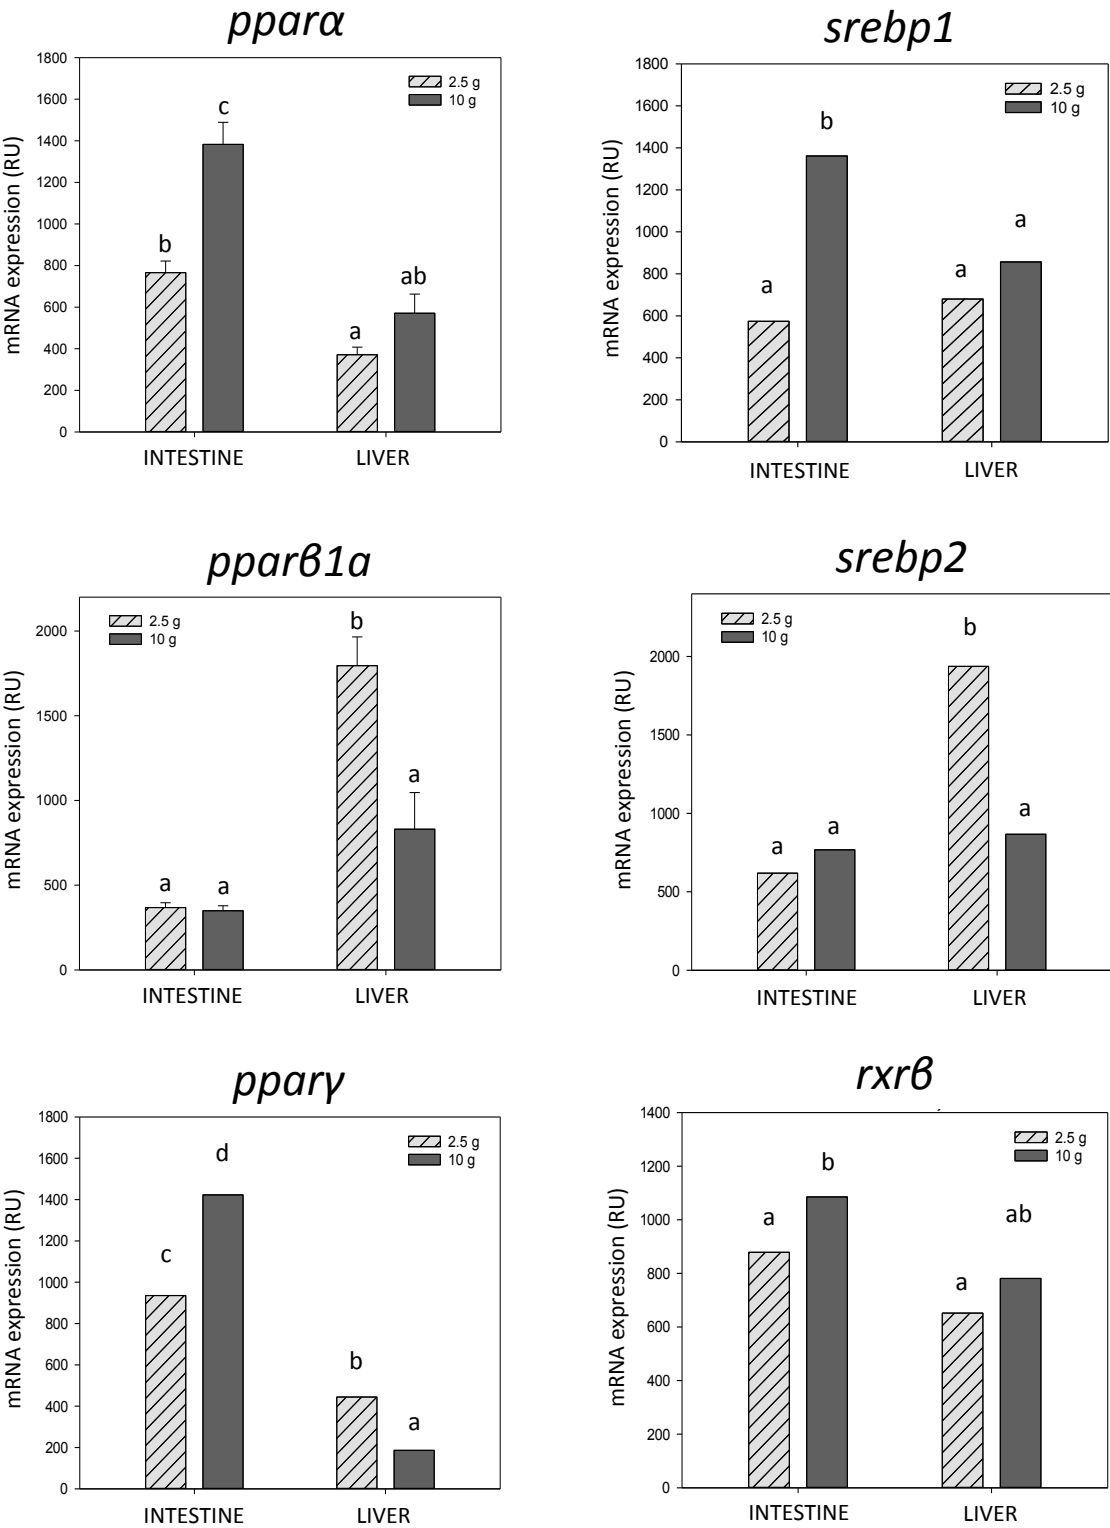 pparα
mRNA expression (RU)
1800
1600
1400
1200
1000
800
600
400
200
0
2.5 g
10 g
b
c
a
ab
INTESTINE
LIVER
srebp1
mRNA expression (RU)
1800
1600
1400
1200
1000
800
600
400
200
0
2.5 g
10 g
a
b
a
a
INTESTINE
LIVER
pparβ1a
mRNA expression (RU)
2000
1500
1000
500
0
2.5 g
10 g
a
a
b
a
INTESTINE
LIVER
srebp2
mRNA expression (RU)
2000
1500
1000
500
0
2.5 g
10 g
a
a
b
a
INTESTINE
LIVER
pparγ
mRNA expression (RU)
1800
1600
1400
1200
1000
800
600
400
200
0
2.5 g
10 g
c
d
b
a
INTESTINE
LIVER
rxrβ
mRNA expression (RU)
1400
1200
1000
800
600
400
200
0
2.5 g
10 g
a
b
a
ab
INTESTINE
LIVER